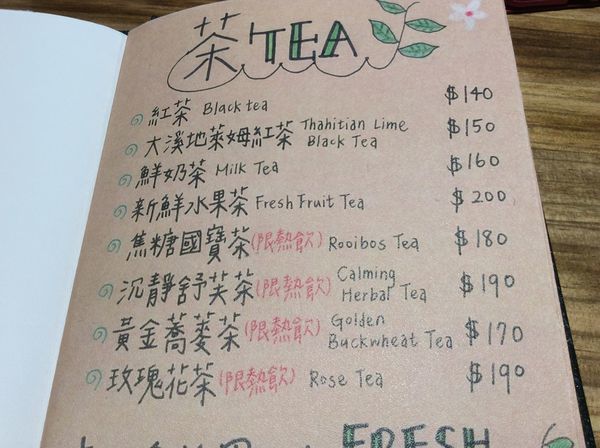 茶 TEA
紅茶 Black tea $140
大溪地萊姆紅茶 Thahitian Lime Black Tea $150
鮮奶茶 Milk Tea $160
新鮮水果茶 Fresh Fruit Tea $200
焦糖國寶茶(限熱飲) Rooibos Tea $180
沉靜舒芙茶(限熱飲) Calming Herbal Tea $190
黃金蕎麥茶(限熱飲) Golden Buckwheat Tea $170
玫瑰花茶(限熱飲) Rose Tea $190
FRESH